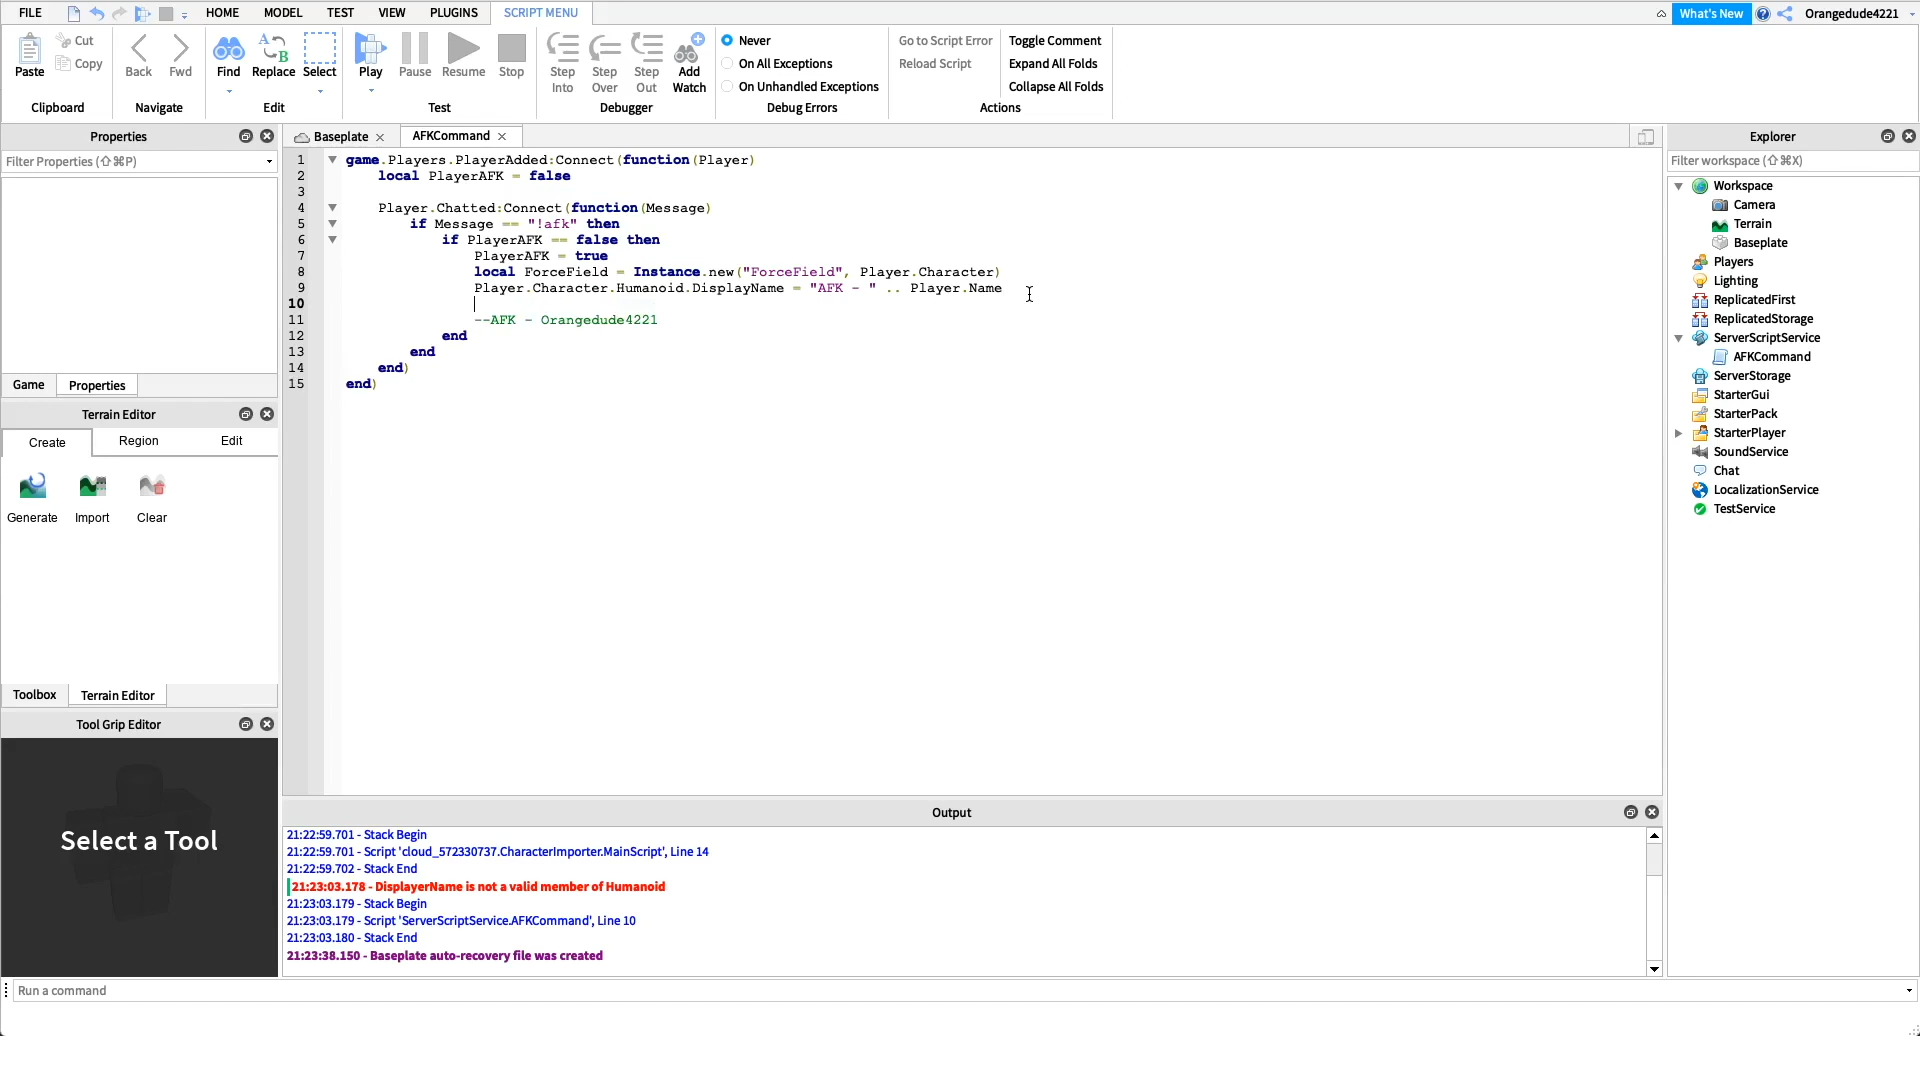 FILE HOME MODEL TEST VIEW PLUGINS SCRIPT MENU What's New Orangedude4221
Paste Cut Copy Back Fwd Find Replace Select Play Pause Resume Stop Step Into Step Over Step Out Add Watch
Never
On All Exceptions
On Unhandled Exceptions
Go to Script Error
Reload Script
Toggle Comment
Expand All Folds
Collapse All Folds
Clipboard Navigate Edit Test Debugger Debug Errors Actions
Properties
Filter Properties (⇧⌘P)
Game Properties
Terrain Editor
Create Region Edit
Generate Import Clear
Toolbox Terrain Editor
Tool Grip Editor
Select a Tool
Baseplate AFKCommand
1 game.Players.PlayerAdded:Connect(function(Player)
2 local PlayerAFK = false
3
4 Player.Chatted:Connect(function(Message)
5 if Message == "!afk" then
6 if PlayerAFK == false then
7 PlayerAFK = true
8 local ForceField = Instance.new("ForceField", Player.Character)
9 Player.Character.Humanoid.DisplayName = "AFK - " .. Player.Name
10
11 --AFK - Orangedude4221
12 end
13 end
14 end)
15 end)
Output
21:22:59.701 - Stack Begin
21:22:59.701 - Script 'cloud_572330737.CharacterImporter.MainScript', Line 14
21:22:59.702 - Stack End
21:23:03.178 - DisplayerName is not a valid member of Humanoid
21:23:03.179 - Stack Begin
21:23:03.179 - Script 'ServerScriptService.AFKCommand', Line 10
21:23:03.180 - Stack End
21:23:38.150 - Baseplate auto-recovery file was created
Explorer
Filter workspace (⇧⌘X)
Workspace
Camera
Terrain
Baseplate
Players
Lighting
ReplicatedFirst
ReplicatedStorage
ServerScriptService
AFKCommand
ServerStorage
StarterGui
StarterPack
StarterPlayer
SoundService
Chat
LocalizationService
TestService
Run a command